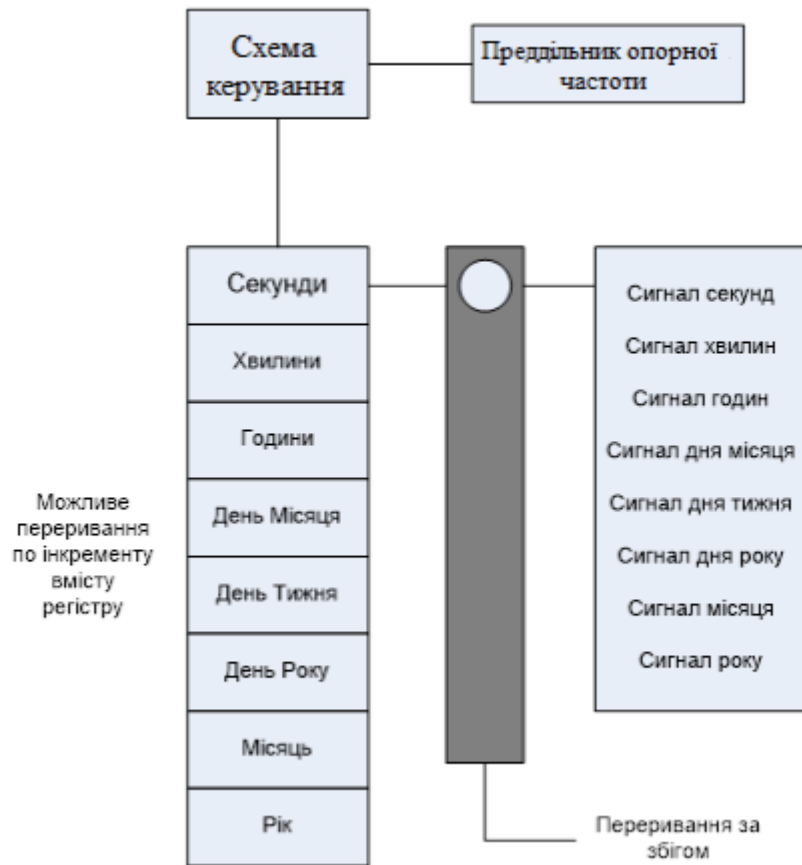 Схема
керування
Преддільник опорної
частоти
Секунди
Хвилини
Години
День Місяця
День Тижня
День Року
Місяць
Рік
Можливе
переривання
по інкременту
вмісту
регістру
Сигнал секунд
Сигнал хвилин
Сигнал годин
Сигнал дня місяця
Сигнал дня тижня
Сигнал дня року
Сигнал місяця
Сигнал року
Переривання за
збігом